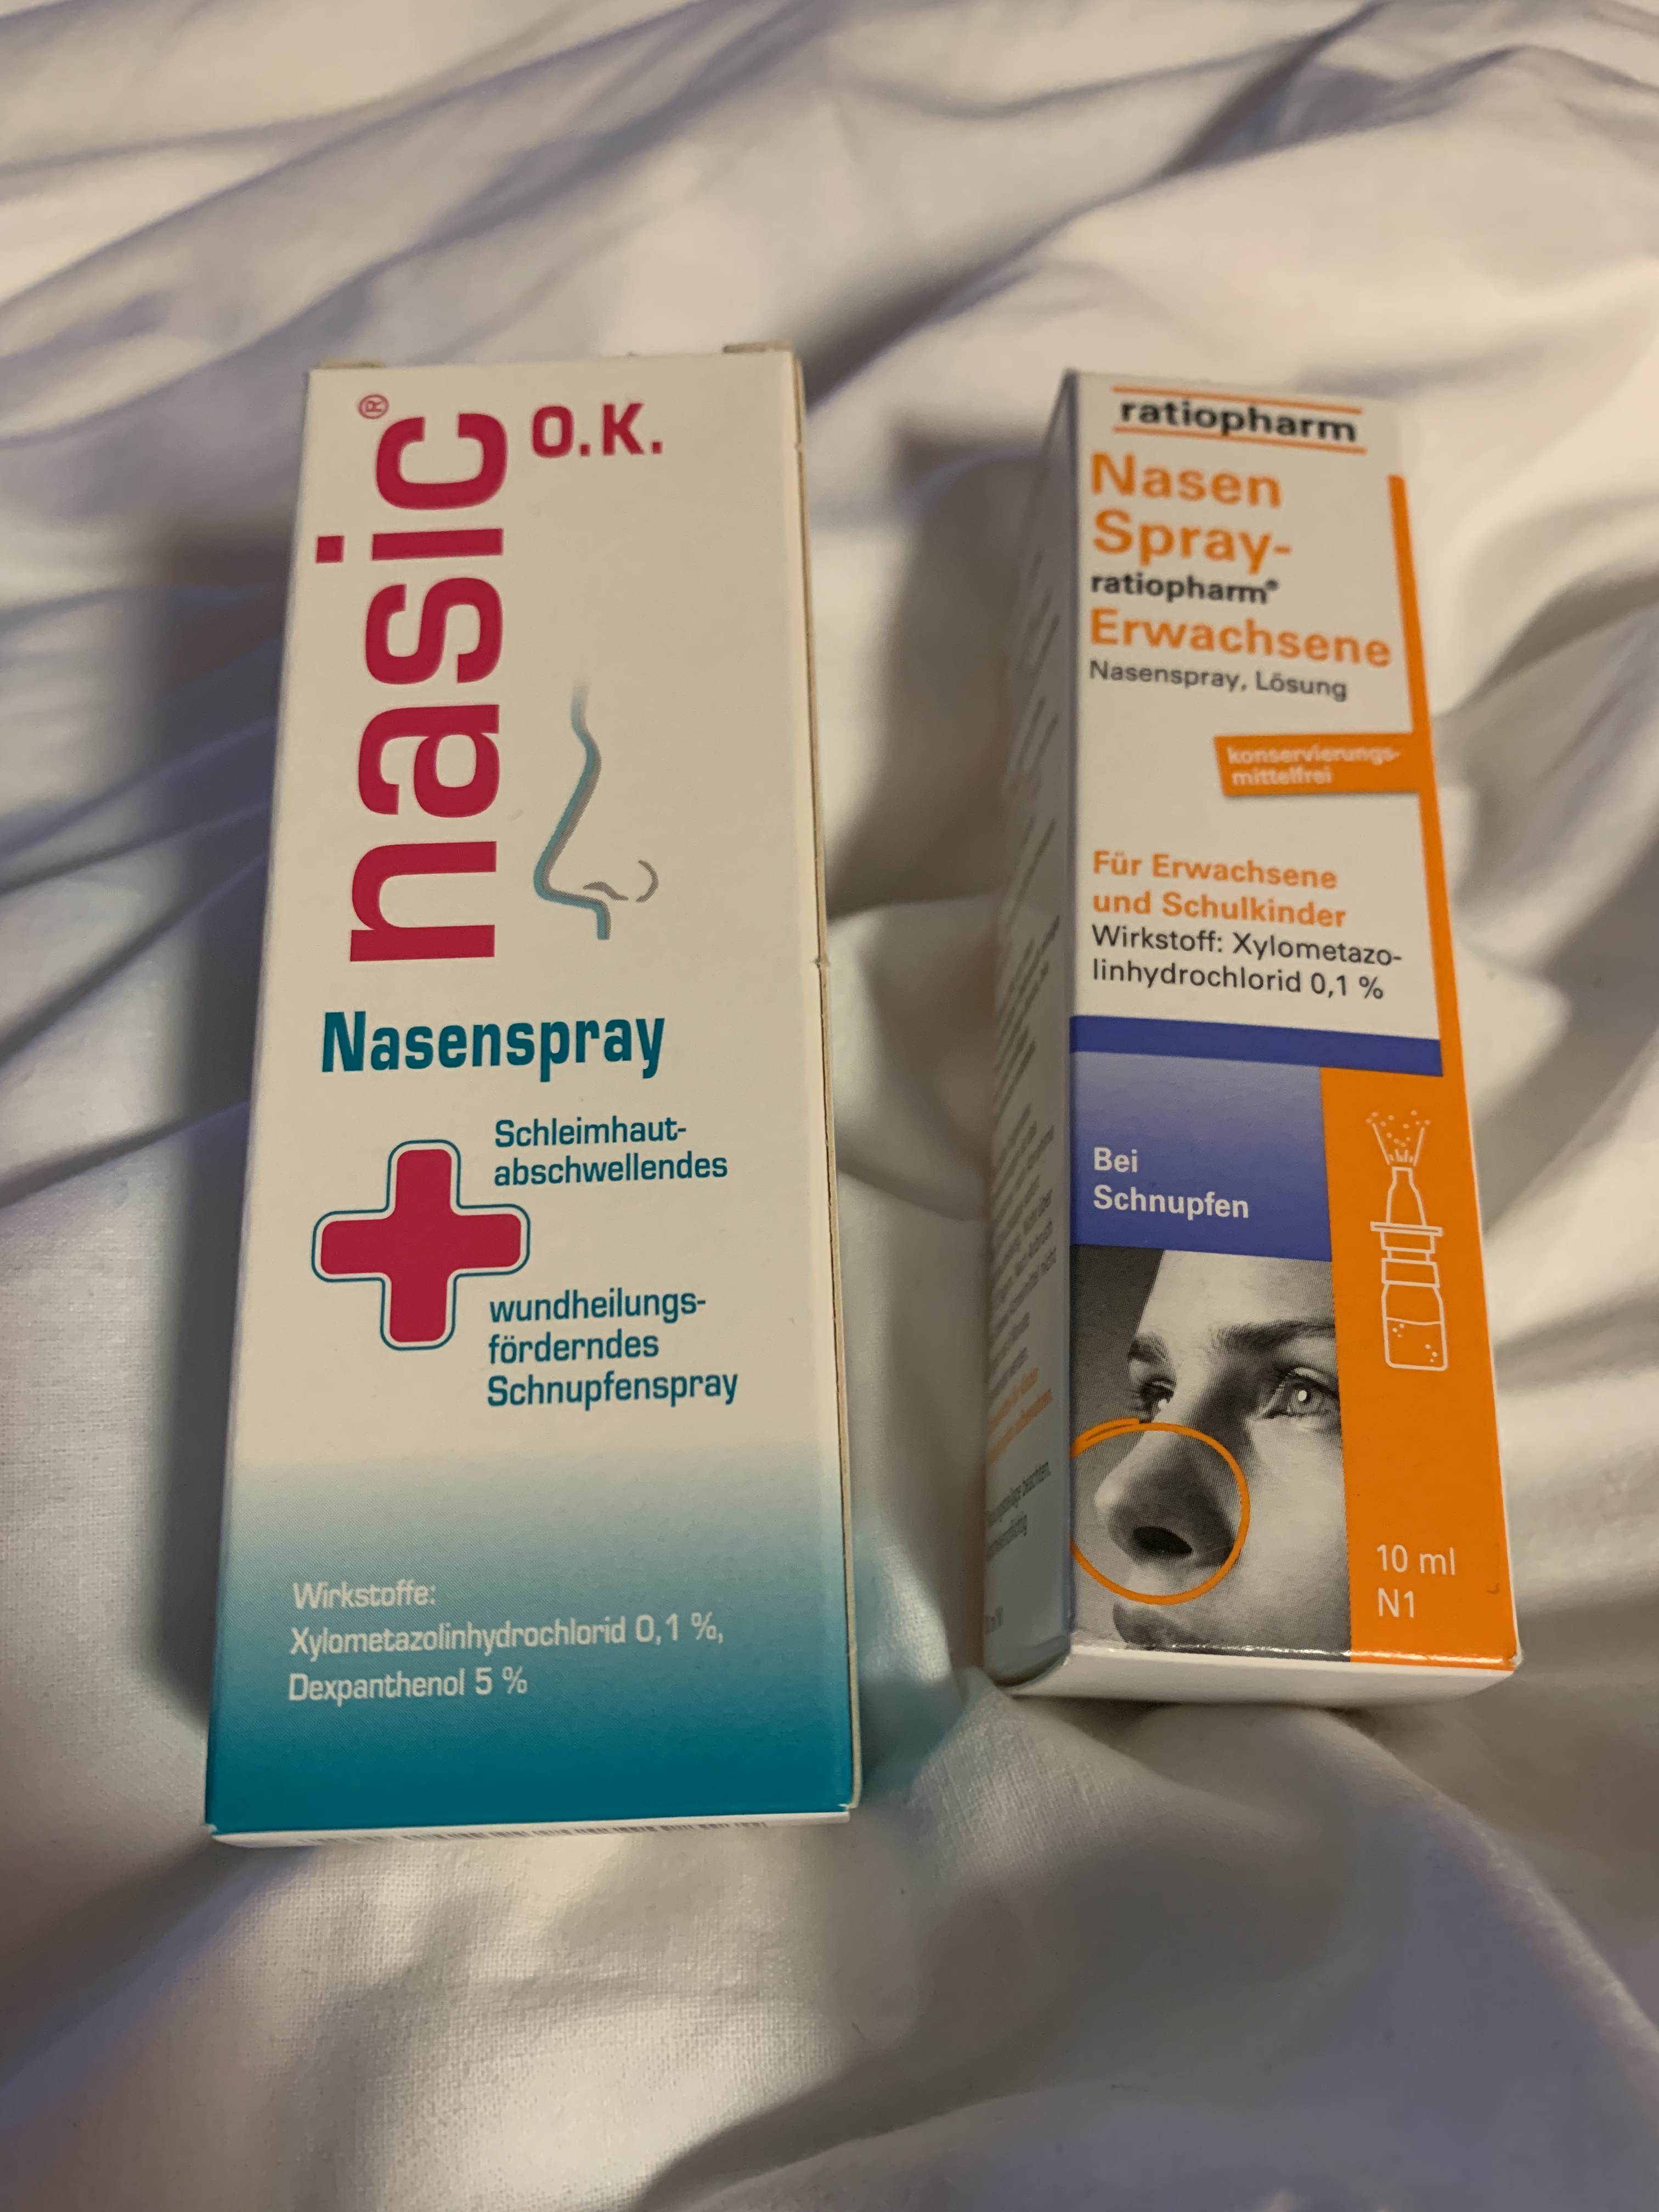 nasic®
O.K.
Nasenspray
Schleimhaut-
abschwellendes
wundheilungs-
förderndes
Schnupfenspray
Wirkstoffe:
Xylometazolinhydrochlorid 0,1 %,
Dexpanthenol 5 %
ratiopharm
Nasen
Spray-
ratiopharm®
Erwachsene
Nasenspray, Lösung
konservierungs-
mittelfrei
Für Erwachsene
und Schulkinder
Wirkstoff: Xylometazo-
linhydrochlorid 0,1 %
Bei
Schnupfen
10 ml
N1